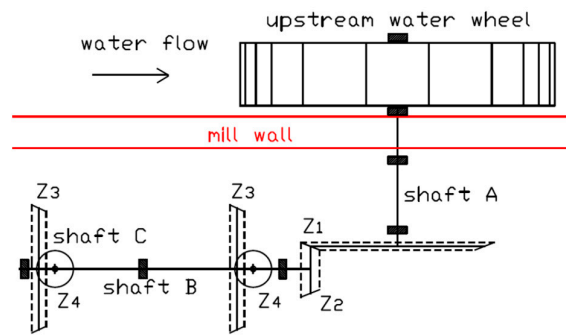 upstream water wheel
water flow
mill wall
shaft A
Z3
Z3
Z1
shaft C
shaft B
Z4
Z4
Z2